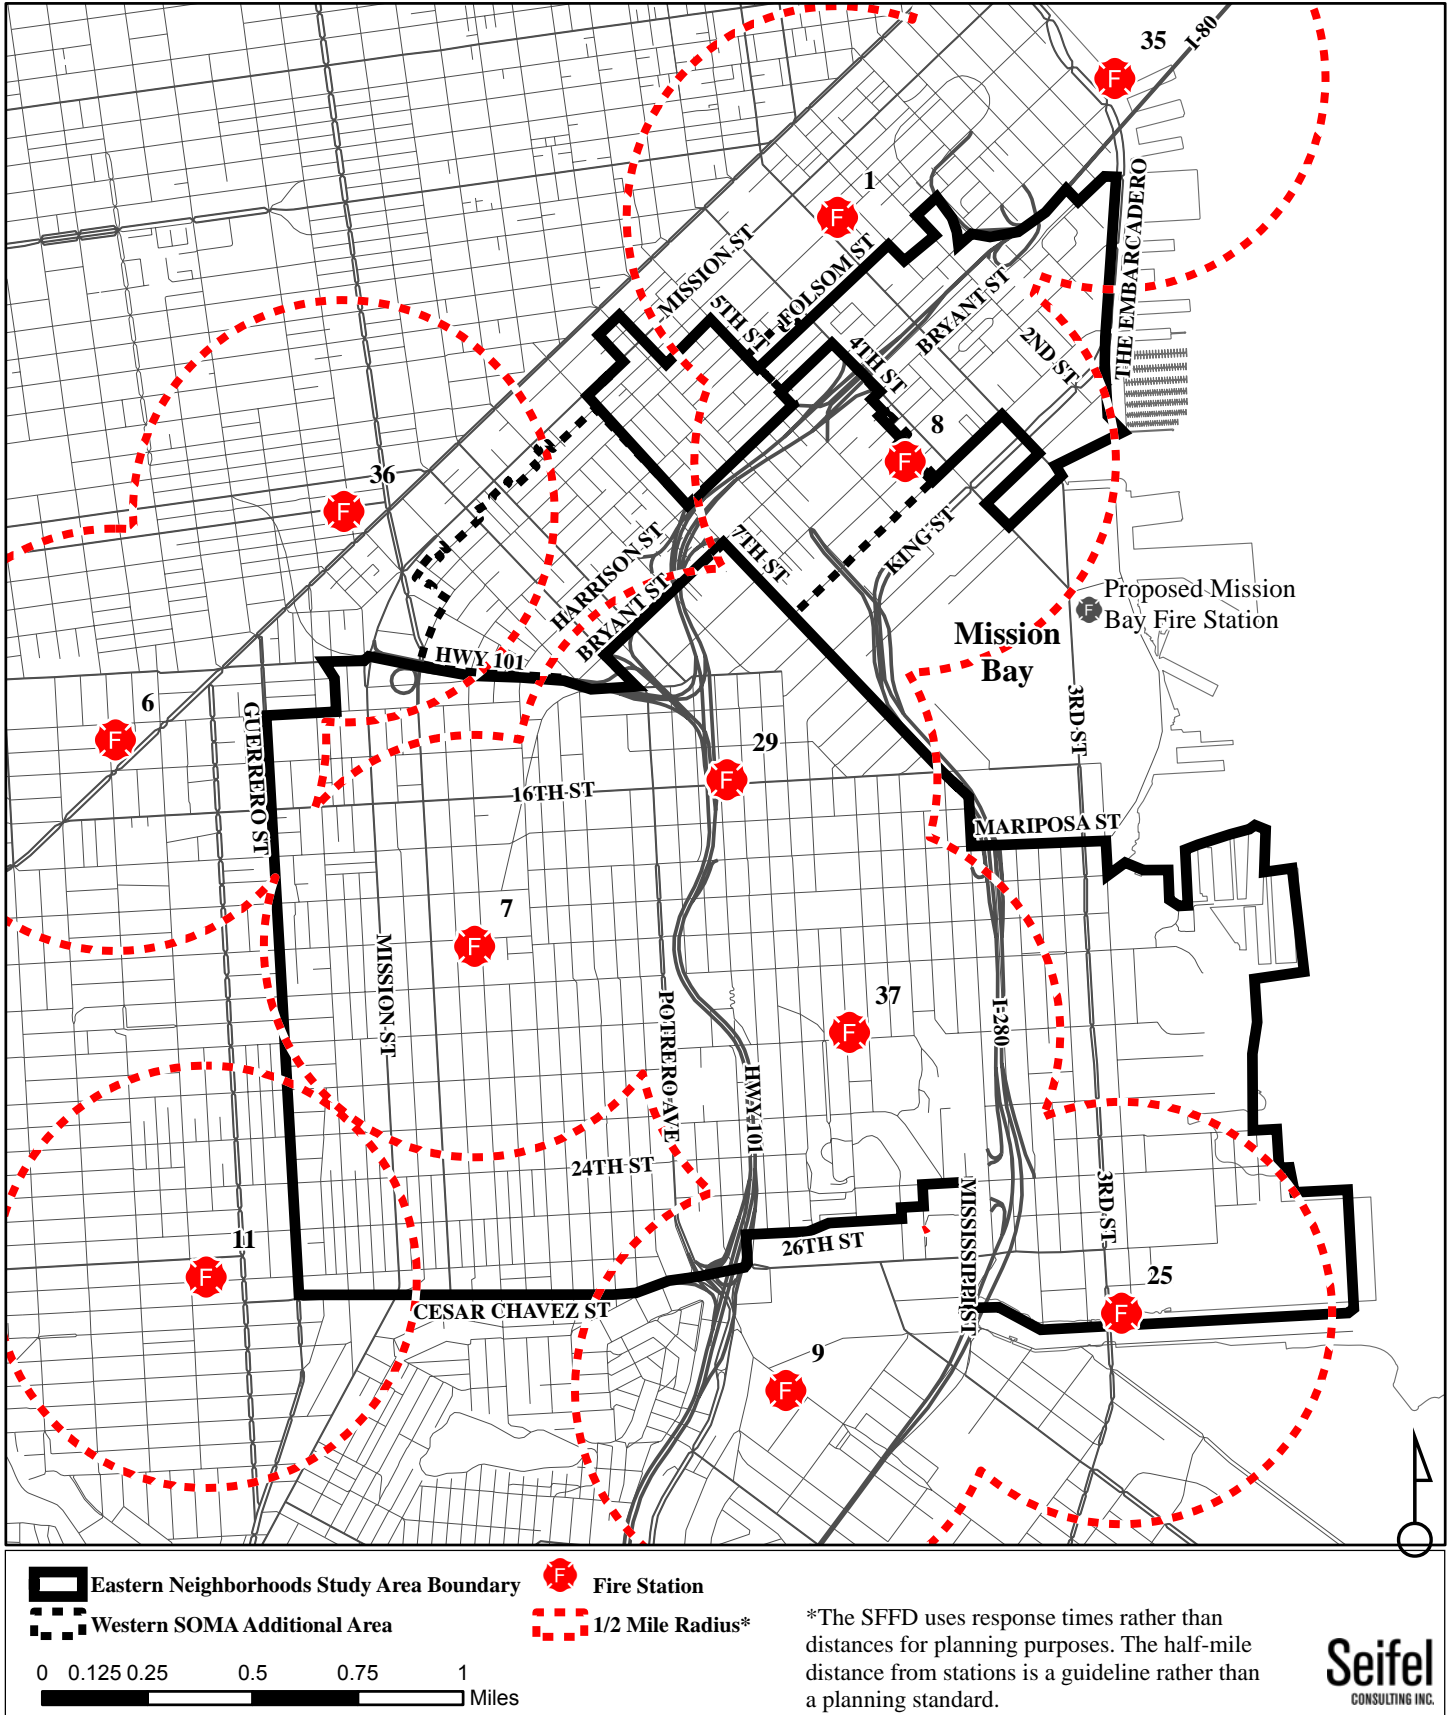 I-80
35
F
1
F
MISSION ST
5TH ST
FOLSOM ST
BRYANT ST
4TH ST
2ND ST
THE EMBARCADERO
8
F
36
F
HARRISON ST
BRYANT ST
7TH ST
KING ST
F
Proposed Mission
Bay Fire Station
Mission
Bay
HWY 101
6
F
GUERRERO ST
3RD ST
29
F
16TH ST
MARIPOSA ST
7
F
MISSION ST
POTRERO AVE
37
F
I-280
HWY 101
24TH ST
MISSISSIPPI ST
3RD ST
26TH ST
11
F
CESAR CHAVEZ ST
25
F
9
F
Eastern Neighborhoods Study Area Boundary
F
Fire Station
Western SOMA Additional Area
1/2 Mile Radius*
0 0.125 0.25 0.5 0.75 1
Miles
*The SFFD uses response times rather than
distances for planning purposes. The half-mile
distance from stations is a guideline rather than
a planning standard.
Seifel
CONSULTING INC.